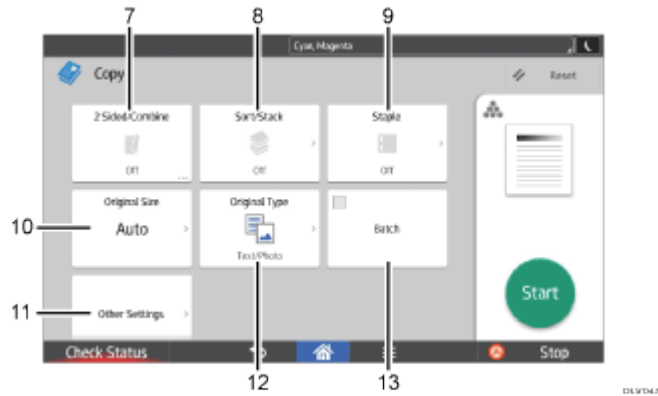 7
8
9
Cyan, Magenta
Copy
Reset
2 Sided/Combine
Sort/Stack
Staple
Off
Off
Off
10
Original Size
Original Type
Auto
Batch
Text/Photo
11
Other Settings
Start
Check Status
Stop
12
13